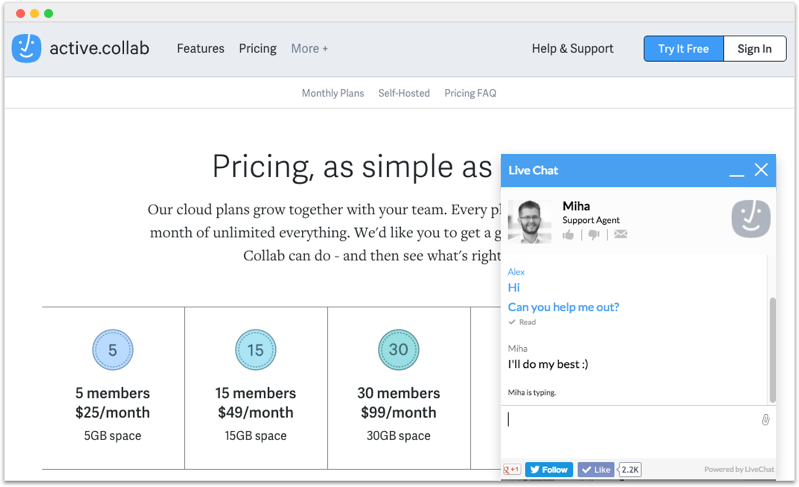 active.collab
Features
Pricing
More +
Help & Support
Try It Free
Sign In
Monthly Plans
Self-Hosted
Pricing FAQ
Pricing, as simple as
Our cloud plans grow together with your team. Every
month of unlimited everything. We'd like you to get a
Collab can do - and then see what's right
5
5 members
$25/month
5GB space
15
15 members
$49/month
15GB space
30
30 members
$99/month
30GB space
Live Chat
Miha
Support Agent
Alex
Hi
Can you help me out?
Read
Miha
I'll do my best :)
Miha is typing.
g+1
Follow
Like
2.2K
Powered by LiveChat